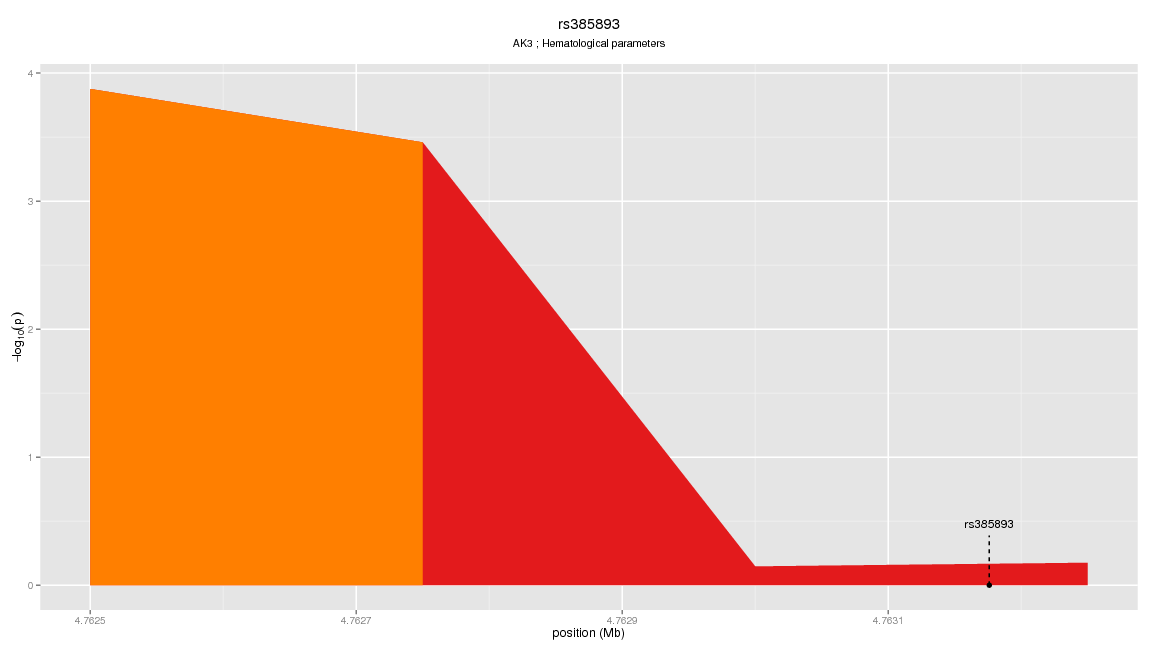 rs385893
AK3 ; Hematological parameters
4
3
2
1
0
−log10(p)
rs385893
4.7625
4.7627
4.7629
4.7631
position (Mb)